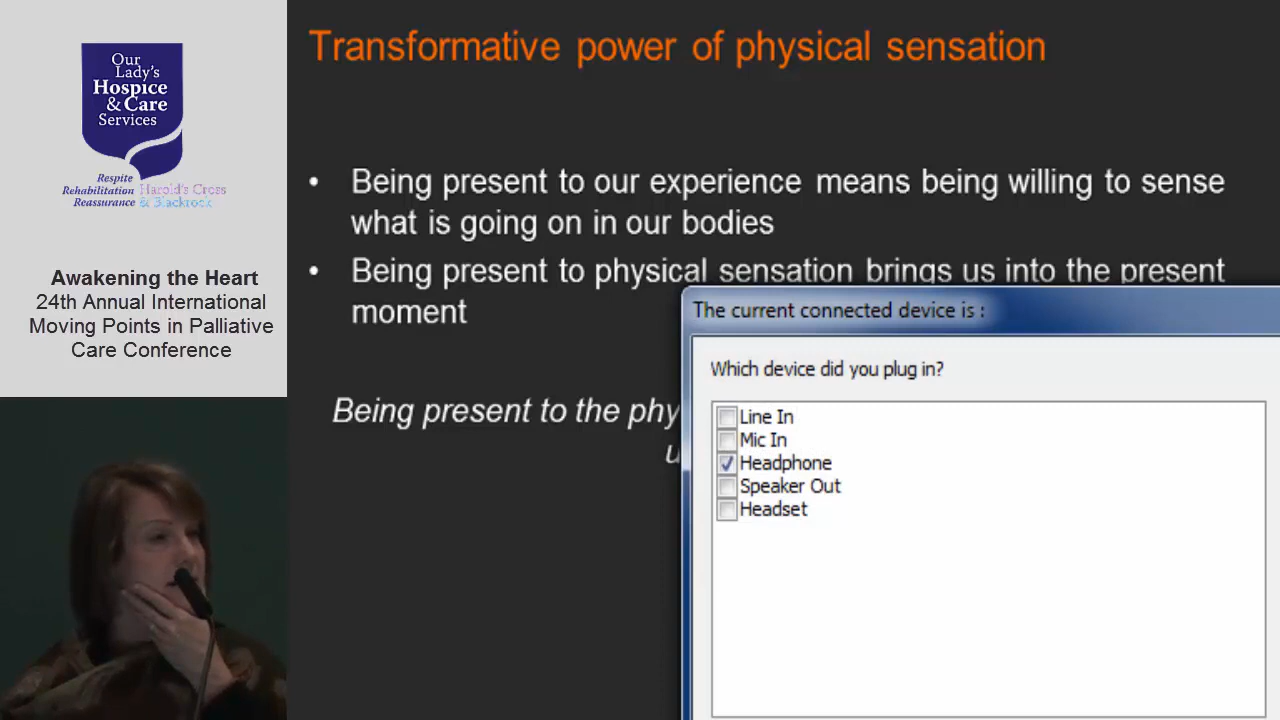 Our
Lady's
Hospice
& Care
Services
Respite
Rehabilitation Harold's Cross
Reassurance & Blackrock
Awakening the Heart
24th Annual International
Moving Points in Palliative
Care Conference
Transformative power of physical sensation
• Being present to our experience means being willing to sense
what is going on in our bodies
• Being present to physical sensation brings us into the present
moment
Being present to the phy
u
The current connected device is :
Which device did you plug in?
Line In
Mic In
Headphone
Speaker Out
Headset